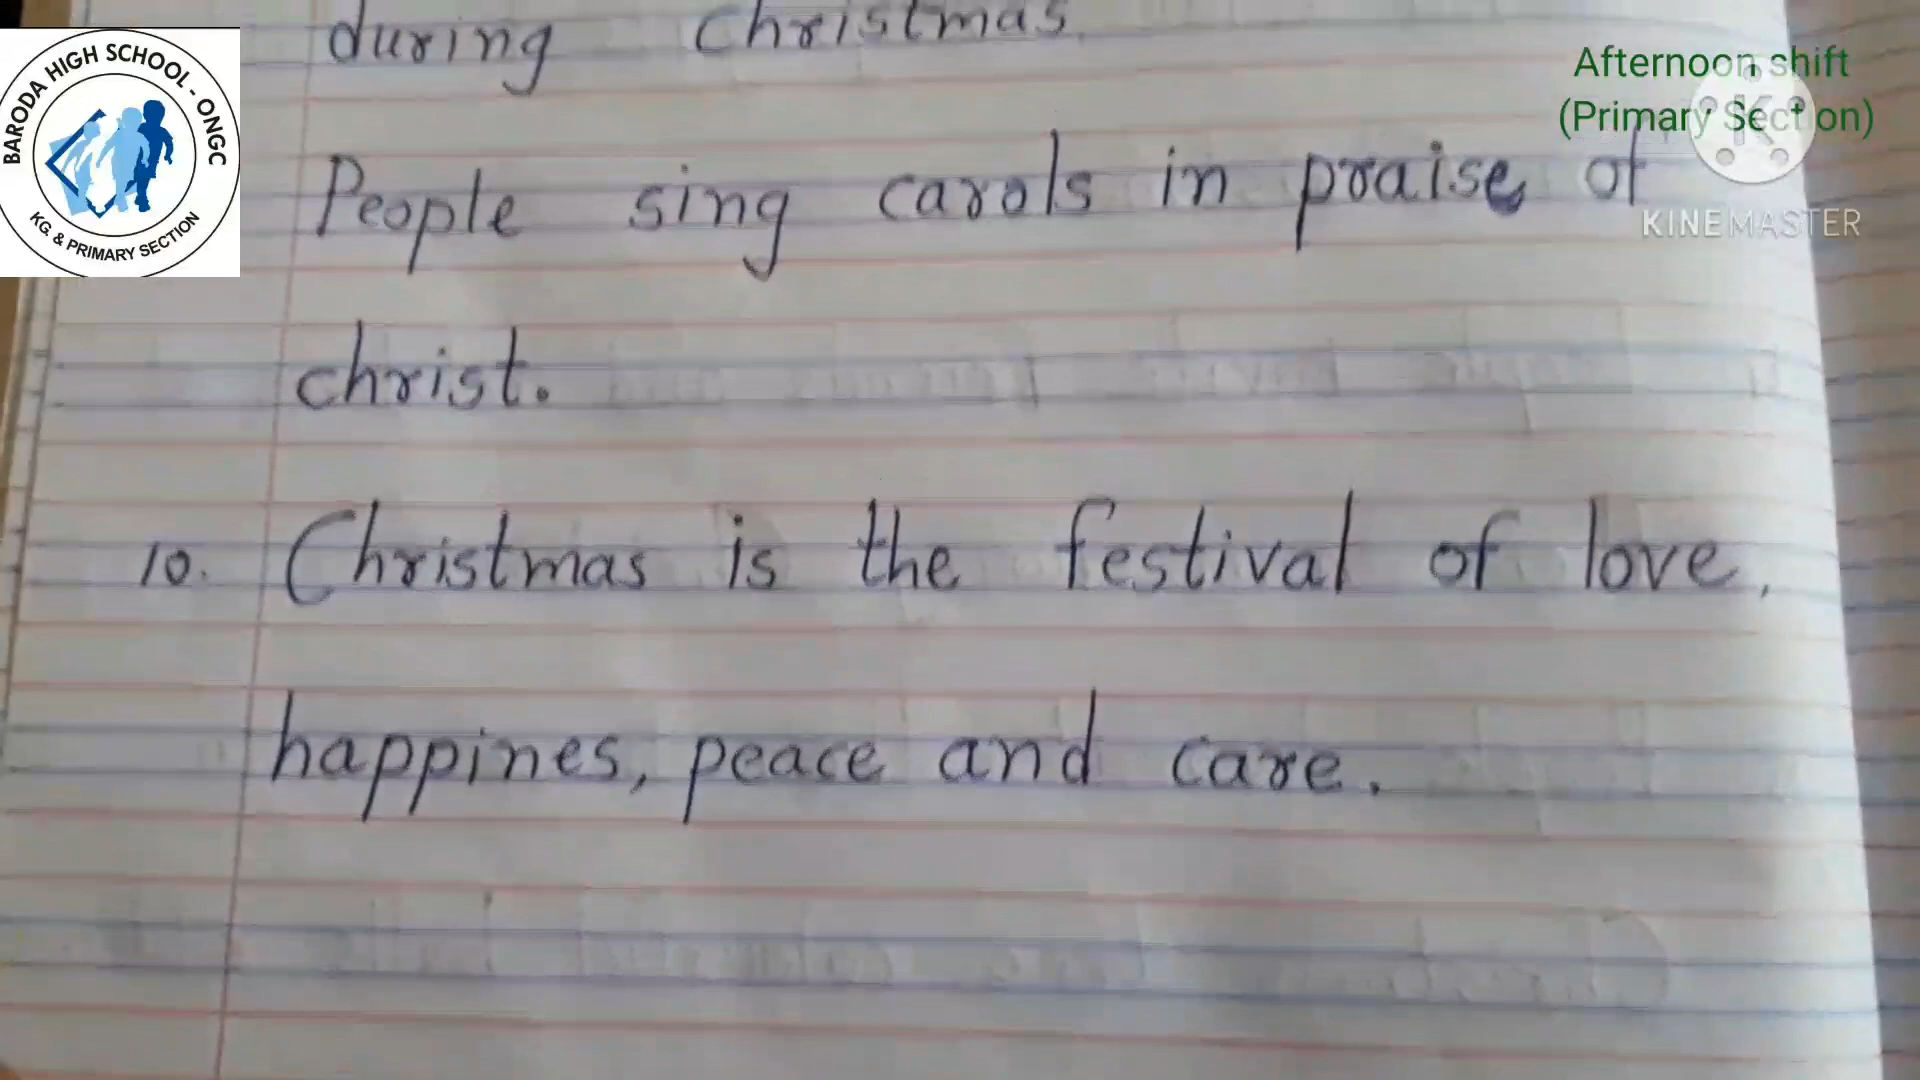 during christmas.
BARODA HIGH SCHOOL - ONGC
KG. & PRIMARY SECTION
Afternoon shift
(Primary Section)
KINEMASTER
People sing carols in praise of
christ.
10. Christmas is the festival of love,
happines, peace and care.